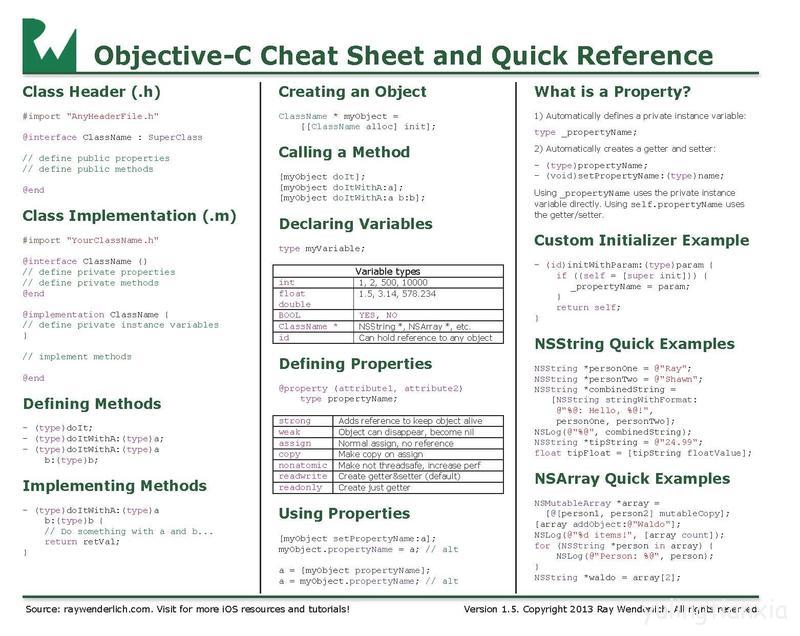 Objective-C Cheat Sheet and Quick Reference
Class Header (.h)
#import "AnyHeaderFile.h"
@interface ClassName : SuperClass
// define public properties
// define public methods
@end
Class Implementation (.m)
#import "YourClassName.h"
@interface ClassName ()
// define private properties
// define private methods
@end
@implementation ClassName {
// define private instance variables
}
// implement methods
@end
Defining Methods
- (type)doIt;
- (type)doItWithA:(type)a;
- (type)doItWithA:(type)a
b:(type)b;
Implementing Methods
- (type)doItWithA:(type)a
b:(type)b {
// Do something with a and b...
return retVal;
}
Creating an Object
ClassName * myObject =
[[ClassName alloc] init];
Calling a Method
[myObject doIt];
[myObject doItWithA:a];
[myObject doItWithA:a b:b];
Declaring Variables
type myVariable;
Variable types
int 1, 2, 500, 10000
float 1.5, 3.14, 578.234
double
BOOL YES, NO
ClassName * NSString *, NSArray *, etc.
id Can hold reference to any object
Defining Properties
@property (attribute1, attribute2)
type propertyName;
strong Adds reference to keep object alive
weak Object can disappear, become nil
assign Normal assign, no reference
copy Make copy on assign
nonatomic Make not threadsafe, increase perf
readwrite Create getter&setter (default)
readonly Create just getter
Using Properties
[myObject setPropertyName:a];
myObject.propertyName = a; // alt
a = [myObject propertyName];
a = myObject.propertyName; // alt
What is a Property?
1) Automatically defines a private instance variable:
type _propertyName;
2) Automatically creates a getter and setter:
- (type)propertyName;
- (void)setPropertyName:(type)name;
Using _propertyName uses the private instance
variable directly. Using self.propertyName uses
the getter/setter.
Custom Initializer Example
- (id)initWithParam:(type)param {
if ((self = [super init])) {
_propertyName = param;
}
return self;
}
NSString Quick Examples
NSString *personOne = @"Ray";
NSString *personTwo = @"Shawn";
NSString *combinedString =
[NSString stringWithFormat:
@"%@: Hello, %@!",
personOne, personTwo];
NSLog(@"%@", combinedString);
NSString *tipString = @"24.99";
float tipFloat = [tipString floatValue];
NSArray Quick Examples
NSMutableArray *array =
[@[person1, person2] mutableCopy];
[array addObject:@"Waldo"];
NSLog(@"%d items!", [array count]);
for (NSString *person in array) {
NSLog(@"Person: %@", person);
}
NSString *waldo = array[2];
Source: raywenderlich.com. Visit for more iOS resources and tutorials!
Version 1.5. Copyright 2013 Ray Wenderlich. All rights reserved.